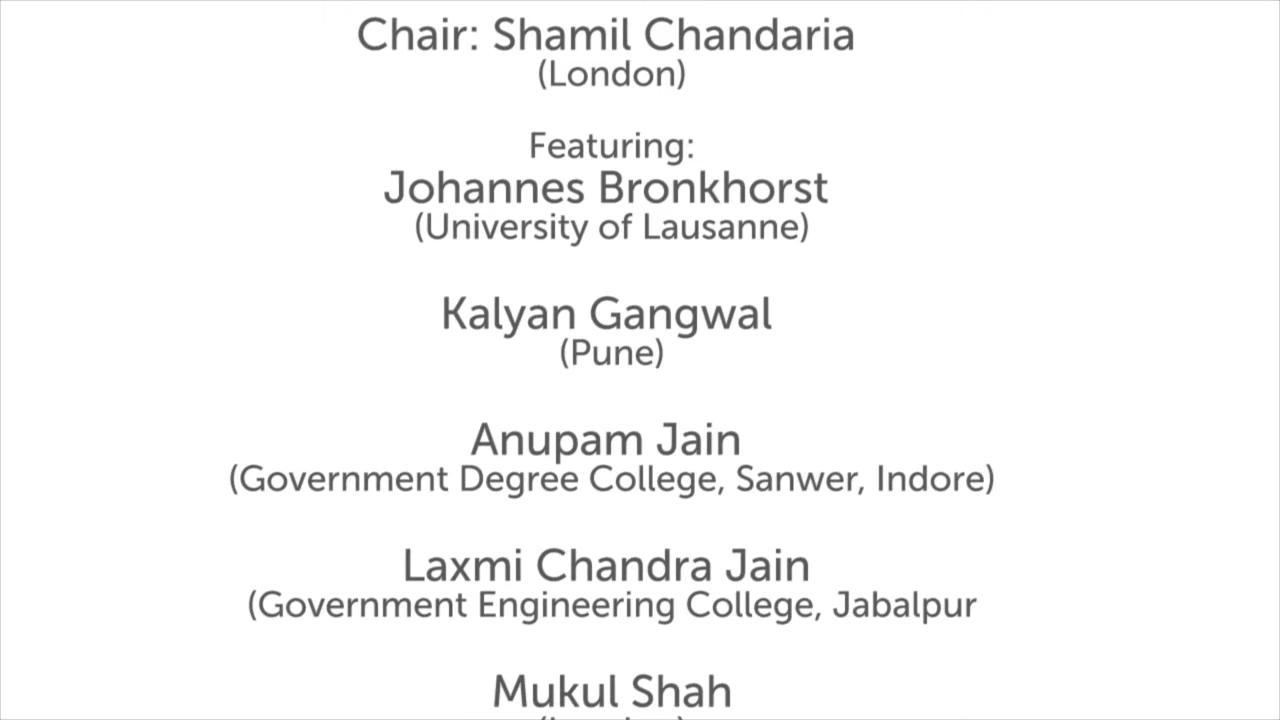 Chair: Shamil Chandaria
(London)
Featuring:
Johannes Bronkhorst
(University of Lausanne)
Kalyan Gangwal
(Pune)
Anupam Jain
(Government Degree College, Sanwer, Indore)
Laxmi Chandra Jain
(Government Engineering College, Jabalpur
Mukul Shah